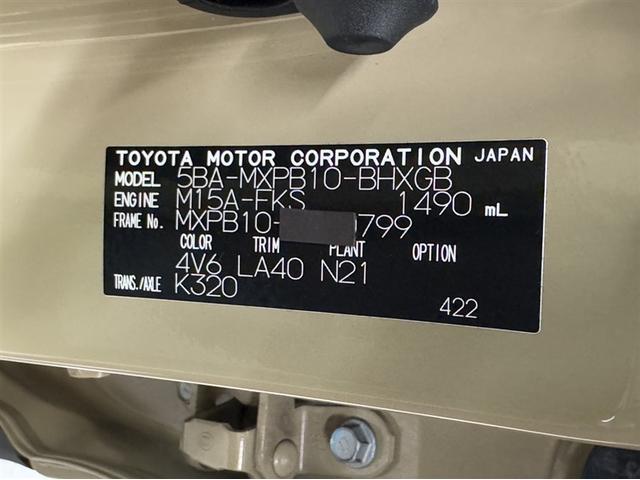 TOYOTA MOTOR CORPORATION JAPAN
MODEL 5BA-MXPB10-BHXGB
ENGINE M15A-FKS 1490 mL
FRAME No. MXPB10- 799
COLOR TRIM PLANT OPTION
4V6 LA40 N21
TRANS./AXLE K320
422